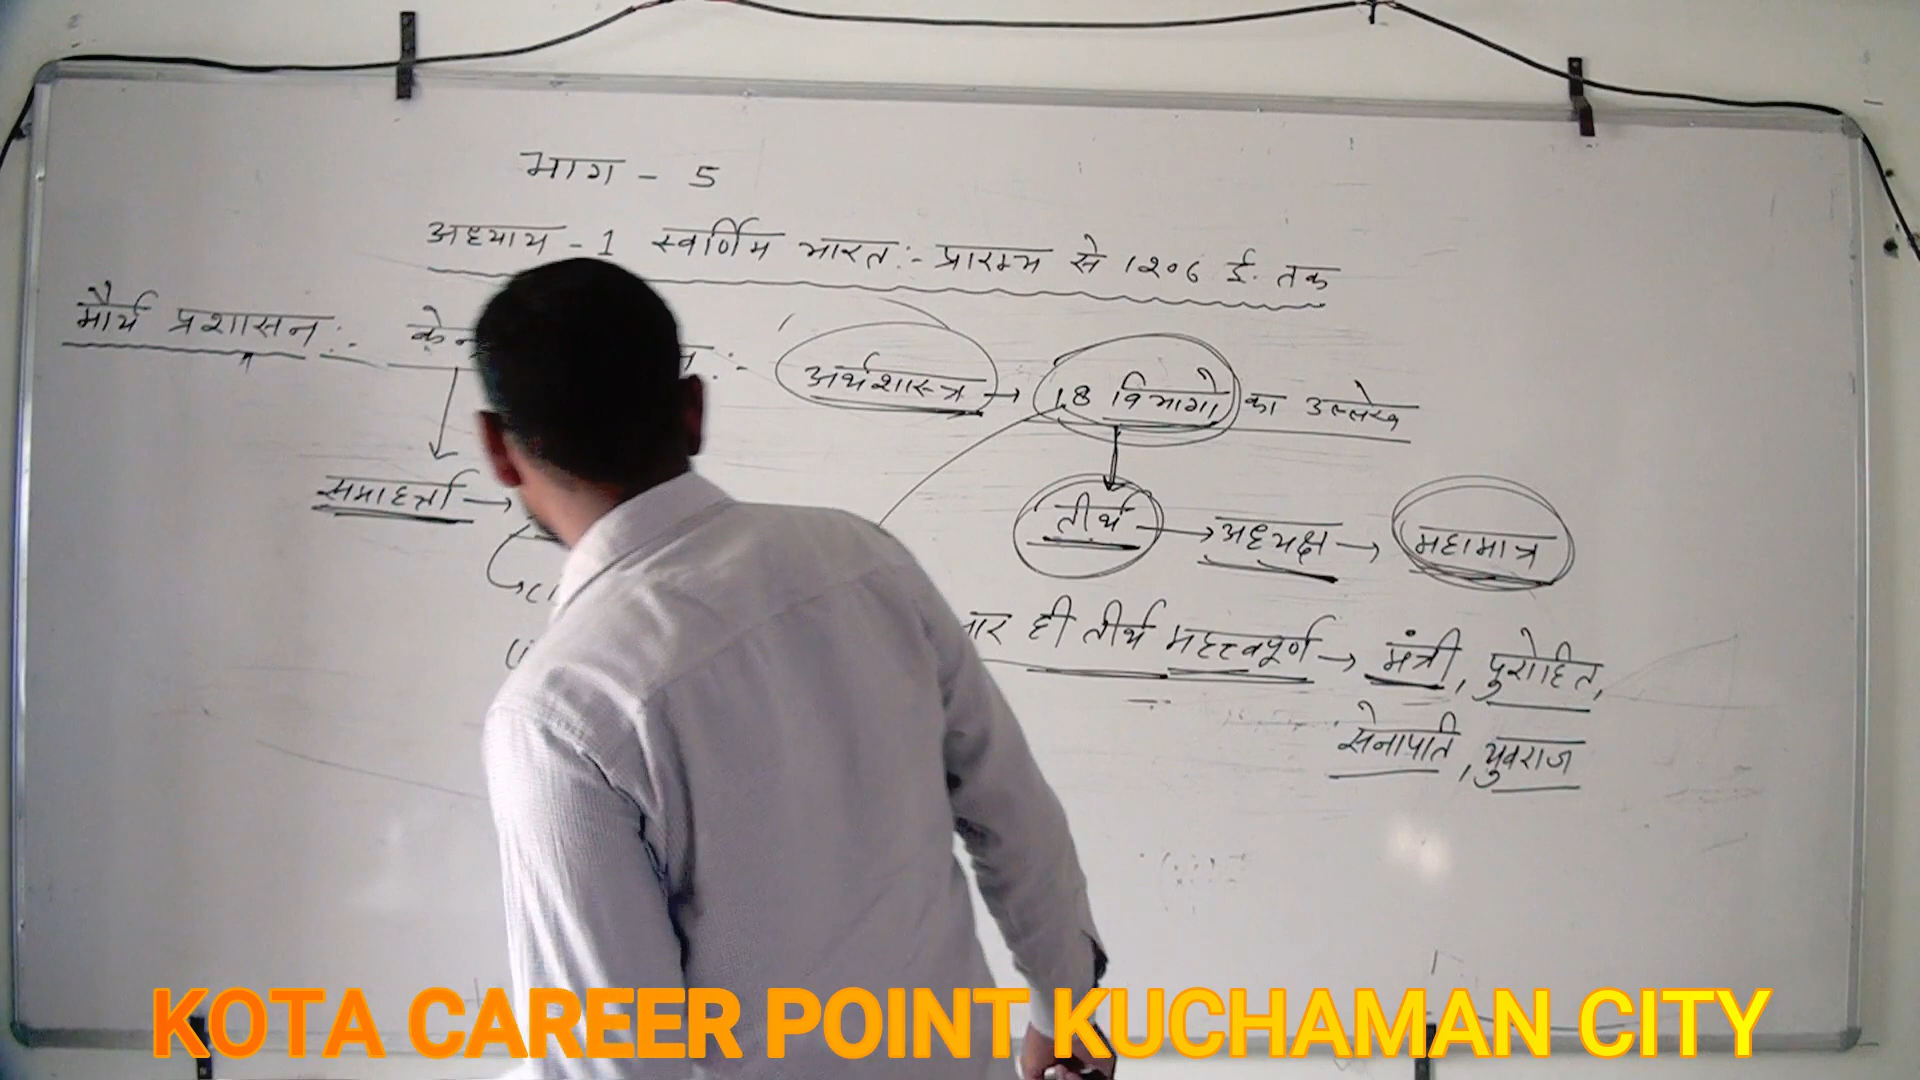 भाग - 5
अध्याय - 1 स्वर्णिम भारत :- प्रारम्भ से 1206 ई. तक
मौर्य प्रशासन :- अर्थशास्त्र → 18 विभागों का उल्लेख
समाहर्ता → तीर्थ → अध्यक्ष → महामात्र
ही तीर्थ महत्वपूर्ण → मंत्री, पुरोहित,
सेनापति, युवराज
KOTA CAREER POINT KUCHAMAN CITY